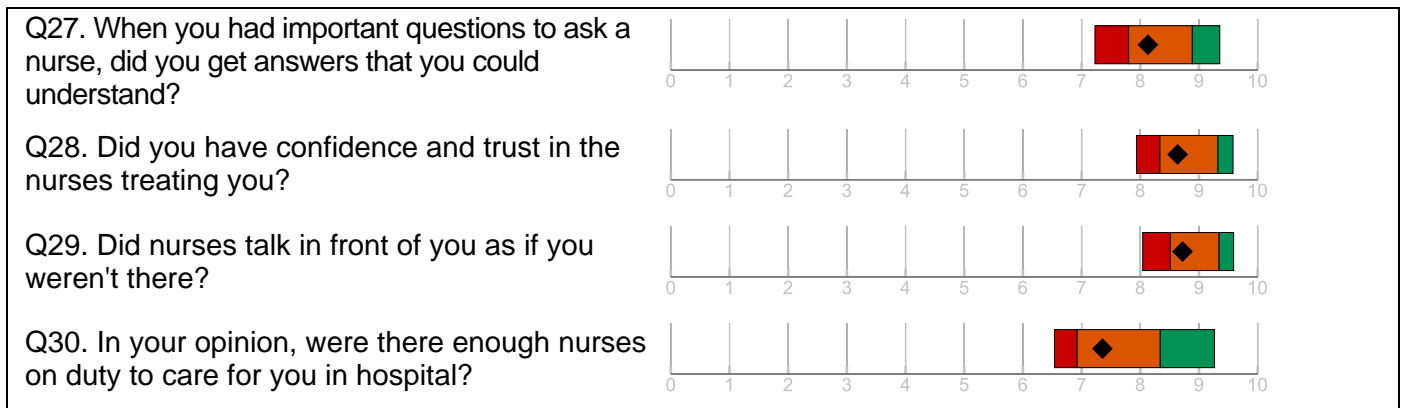 Q27. When you had important questions to ask a
nurse, did you get answers that you could
understand?
0 1 2 3 4 5 6 7 8 9 10
Q28. Did you have confidence and trust in the
nurses treating you?
0 1 2 3 4 5 6 7 8 9 10
Q29. Did nurses talk in front of you as if you
weren't there?
0 1 2 3 4 5 6 7 8 9 10
Q30. In your opinion, were there enough nurses
on duty to care for you in hospital?
0 1 2 3 4 5 6 7 8 9 10